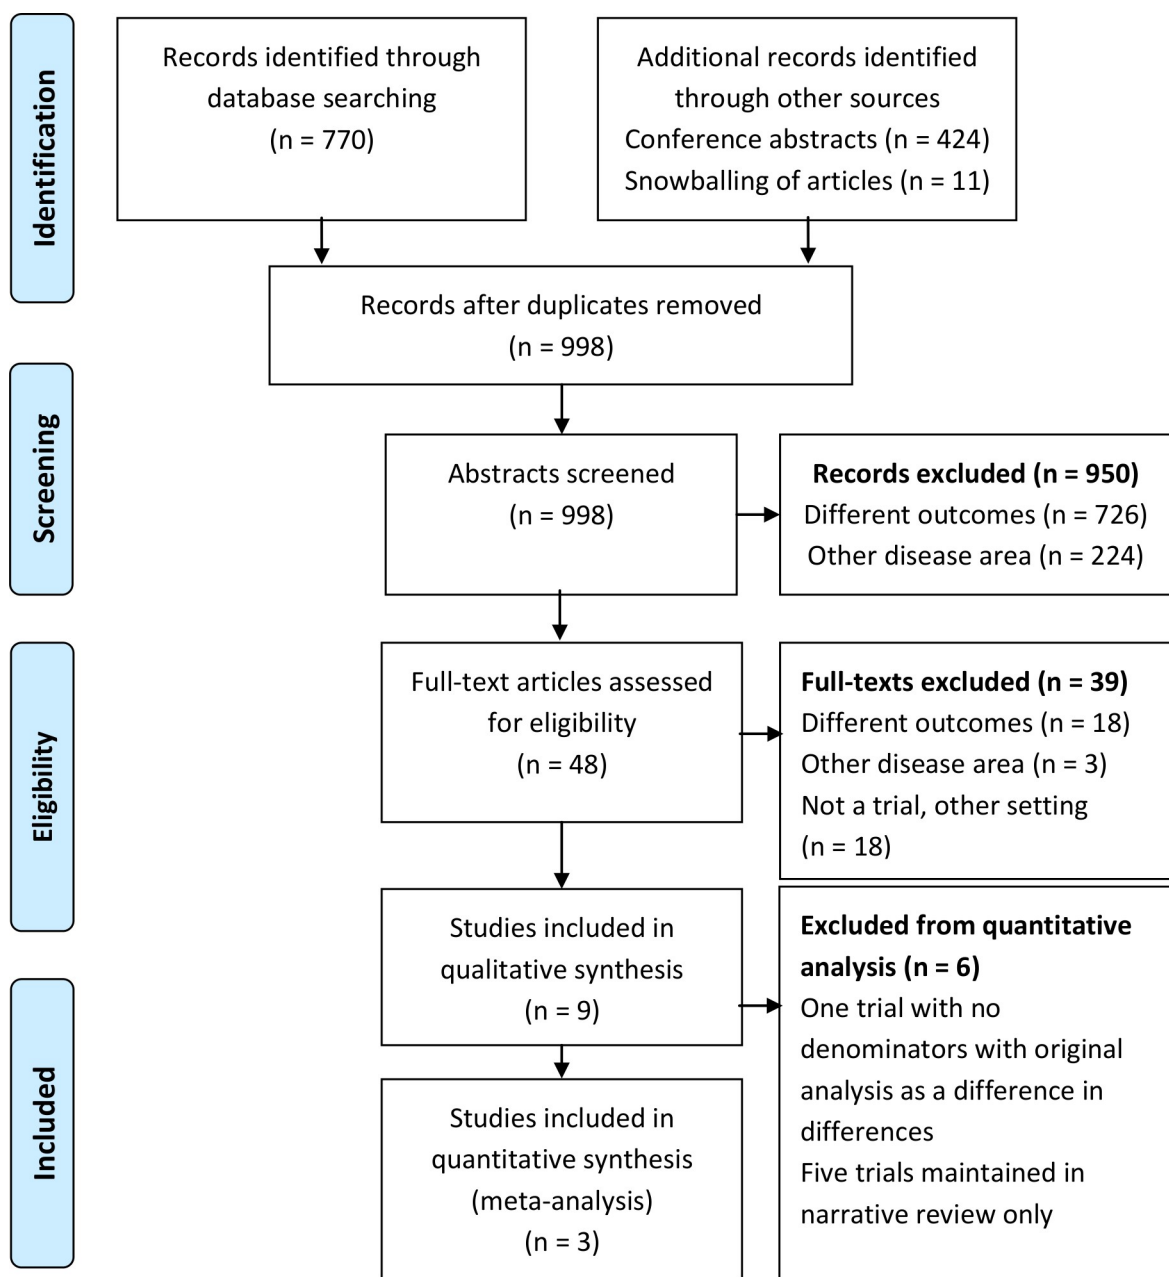 Identification
Records identified through
database searching
(n = 770)
Additional records identified
through other sources
Conference abstracts (n = 424)
Snowballing of articles (n = 11)
Records after duplicates removed
(n = 998)
Screening
Abstracts screened
(n = 998)
Records excluded (n = 950)
Different outcomes (n = 726)
Other disease area (n = 224)
Eligibility
Full-text articles assessed
for eligibility
(n = 48)
Full-texts excluded (n = 39)
Different outcomes (n = 18)
Other disease area (n = 3)
Not a trial, other setting
(n = 18)
Included
Studies included in
qualitative synthesis
(n = 9)
Excluded from quantitative
analysis (n = 6)
One trial with no
denominators with original
analysis as a difference in
differences
Five trials maintained in
narrative review only
Studies included in
quantitative synthesis
(meta-analysis)
(n = 3)